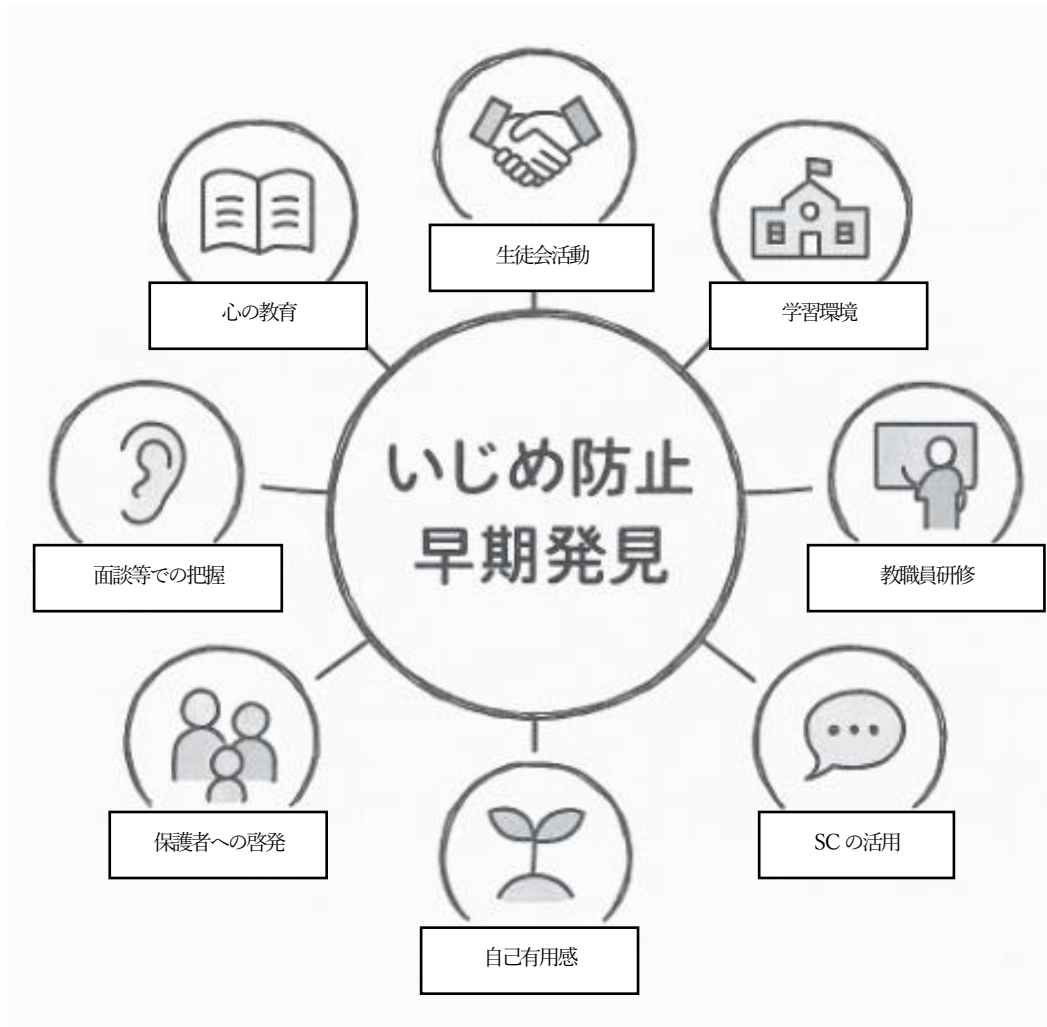 生徒会活動
心の教育
学習環境
いじめ防止
早期発見
面談等での把握
教職員研修
保護者への啓発
SC の活用
自己有用感